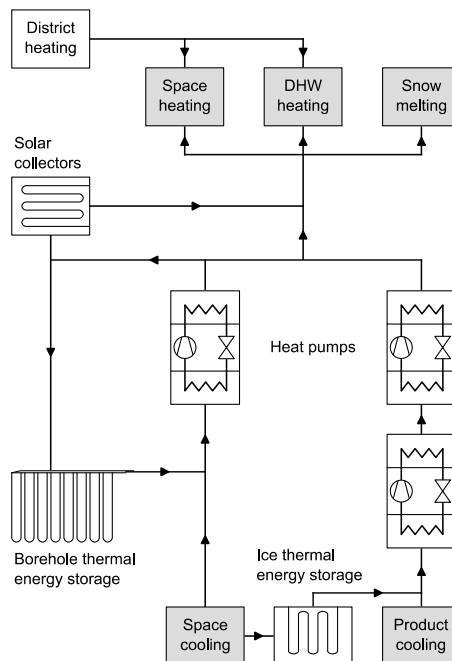 District
heating
Space
heating
DHW
heating
Snow
melting
Solar
collectors
Heat pumps
Borehole thermal
energy storage
Ice thermal
energy storage
Space
cooling
Product
cooling